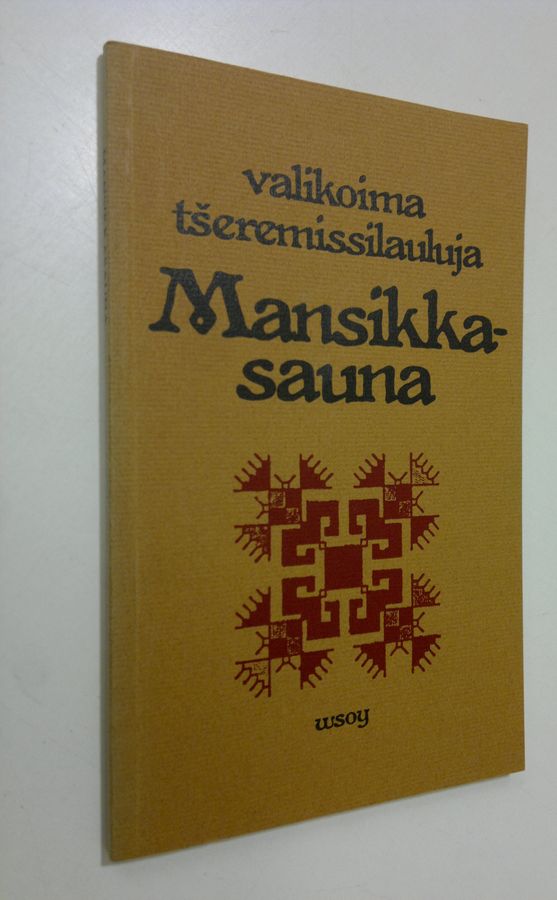 valikoima
tšeremissilauluja
Mansikka-
sauna
wsoy